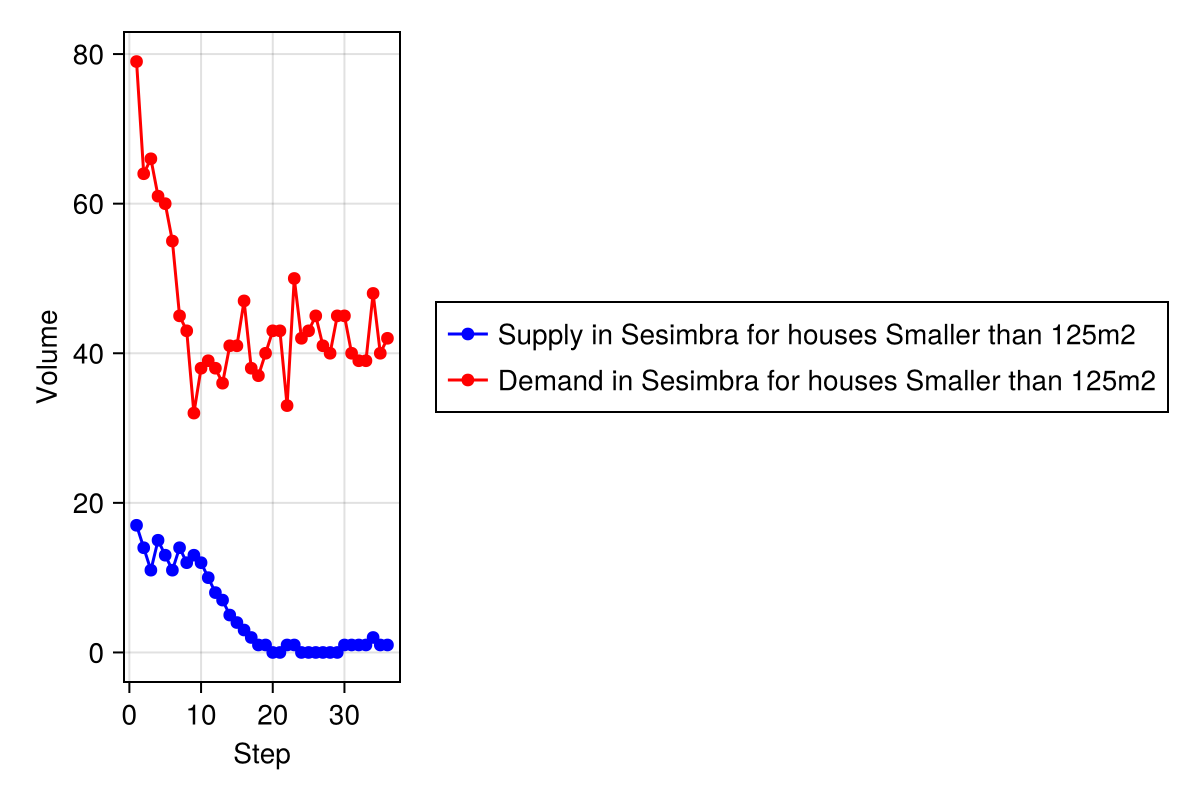 80
60
40
20
0
Volume
0 10 20 30
Step
Supply in Sesimbra for houses Smaller than 125m2
Demand in Sesimbra for houses Smaller than 125m2